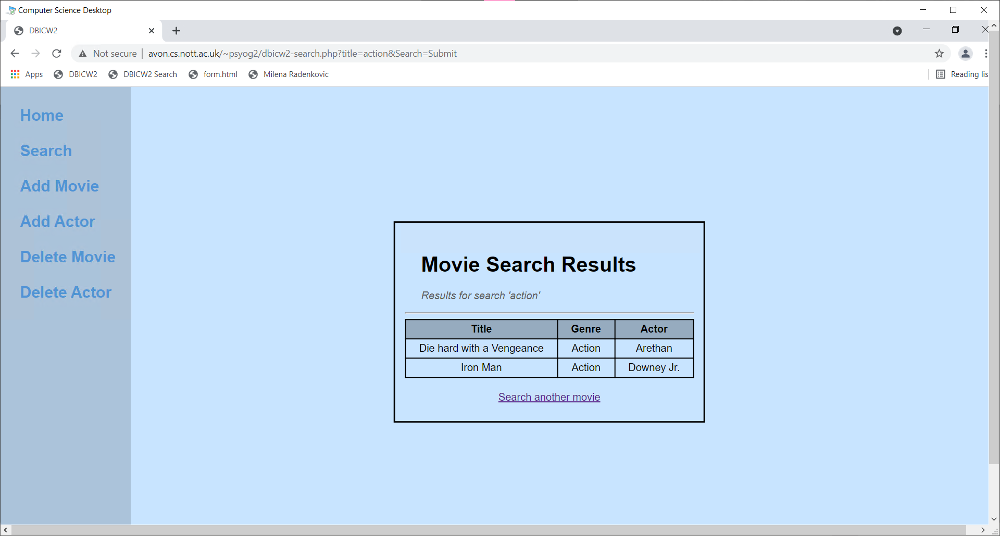 Computer Science Desktop
DBICW2
Not secure | avon.cs.nott.ac.uk/~psyog2/dbicw2-search.php?title=action&Search=Submit
Apps DBICW2 DBICW2 Search form.html Milena Radenkovic Reading lis
Home
Search
Add Movie
Add Actor
Delete Movie
Delete Actor
Movie Search Results
Results for search 'action'
Title Genre Actor
Die hard with a Vengeance Action Arethan
Iron Man Action Downey Jr.
Search another movie